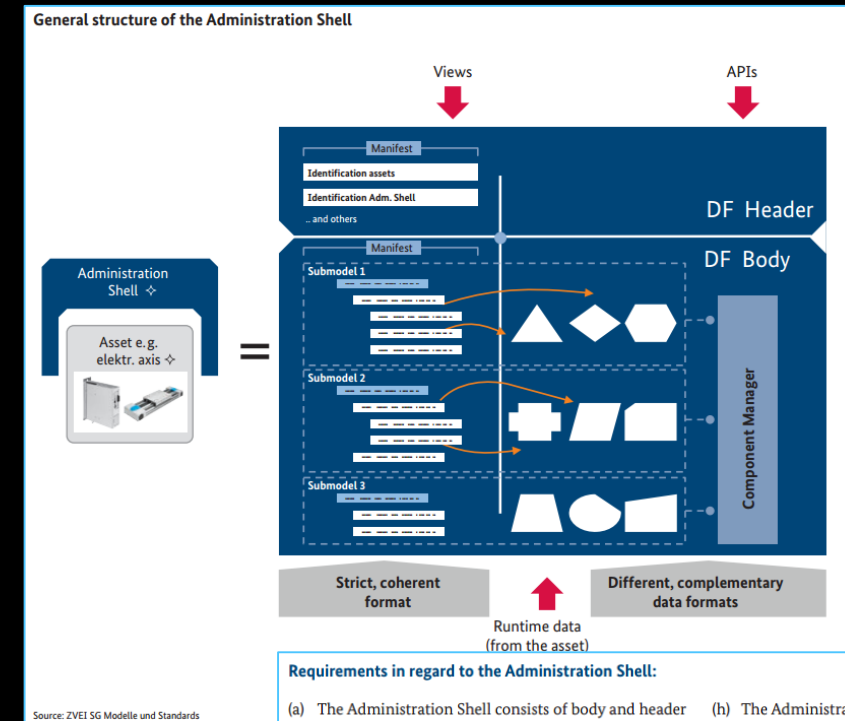 General structure of the Administration Shell
Views
APIs
Manifest
Identification assets
Identification Adm. Shell
.. and others
DF Header
Manifest
DF Body
Administration
Shell
Asset e. g.
elektr. axis
=
Submodel 1
Submodel 2
Submodel 3
Component Manager
Strict, coherent
format
Different, complementary
data formats
Runtime data
(from the asset)
Requirements in regard to the Administration Shell:
(a) The Administration Shell consists of body and header
(h) The Administra
Source: ZVEI SG Modelle und Standards